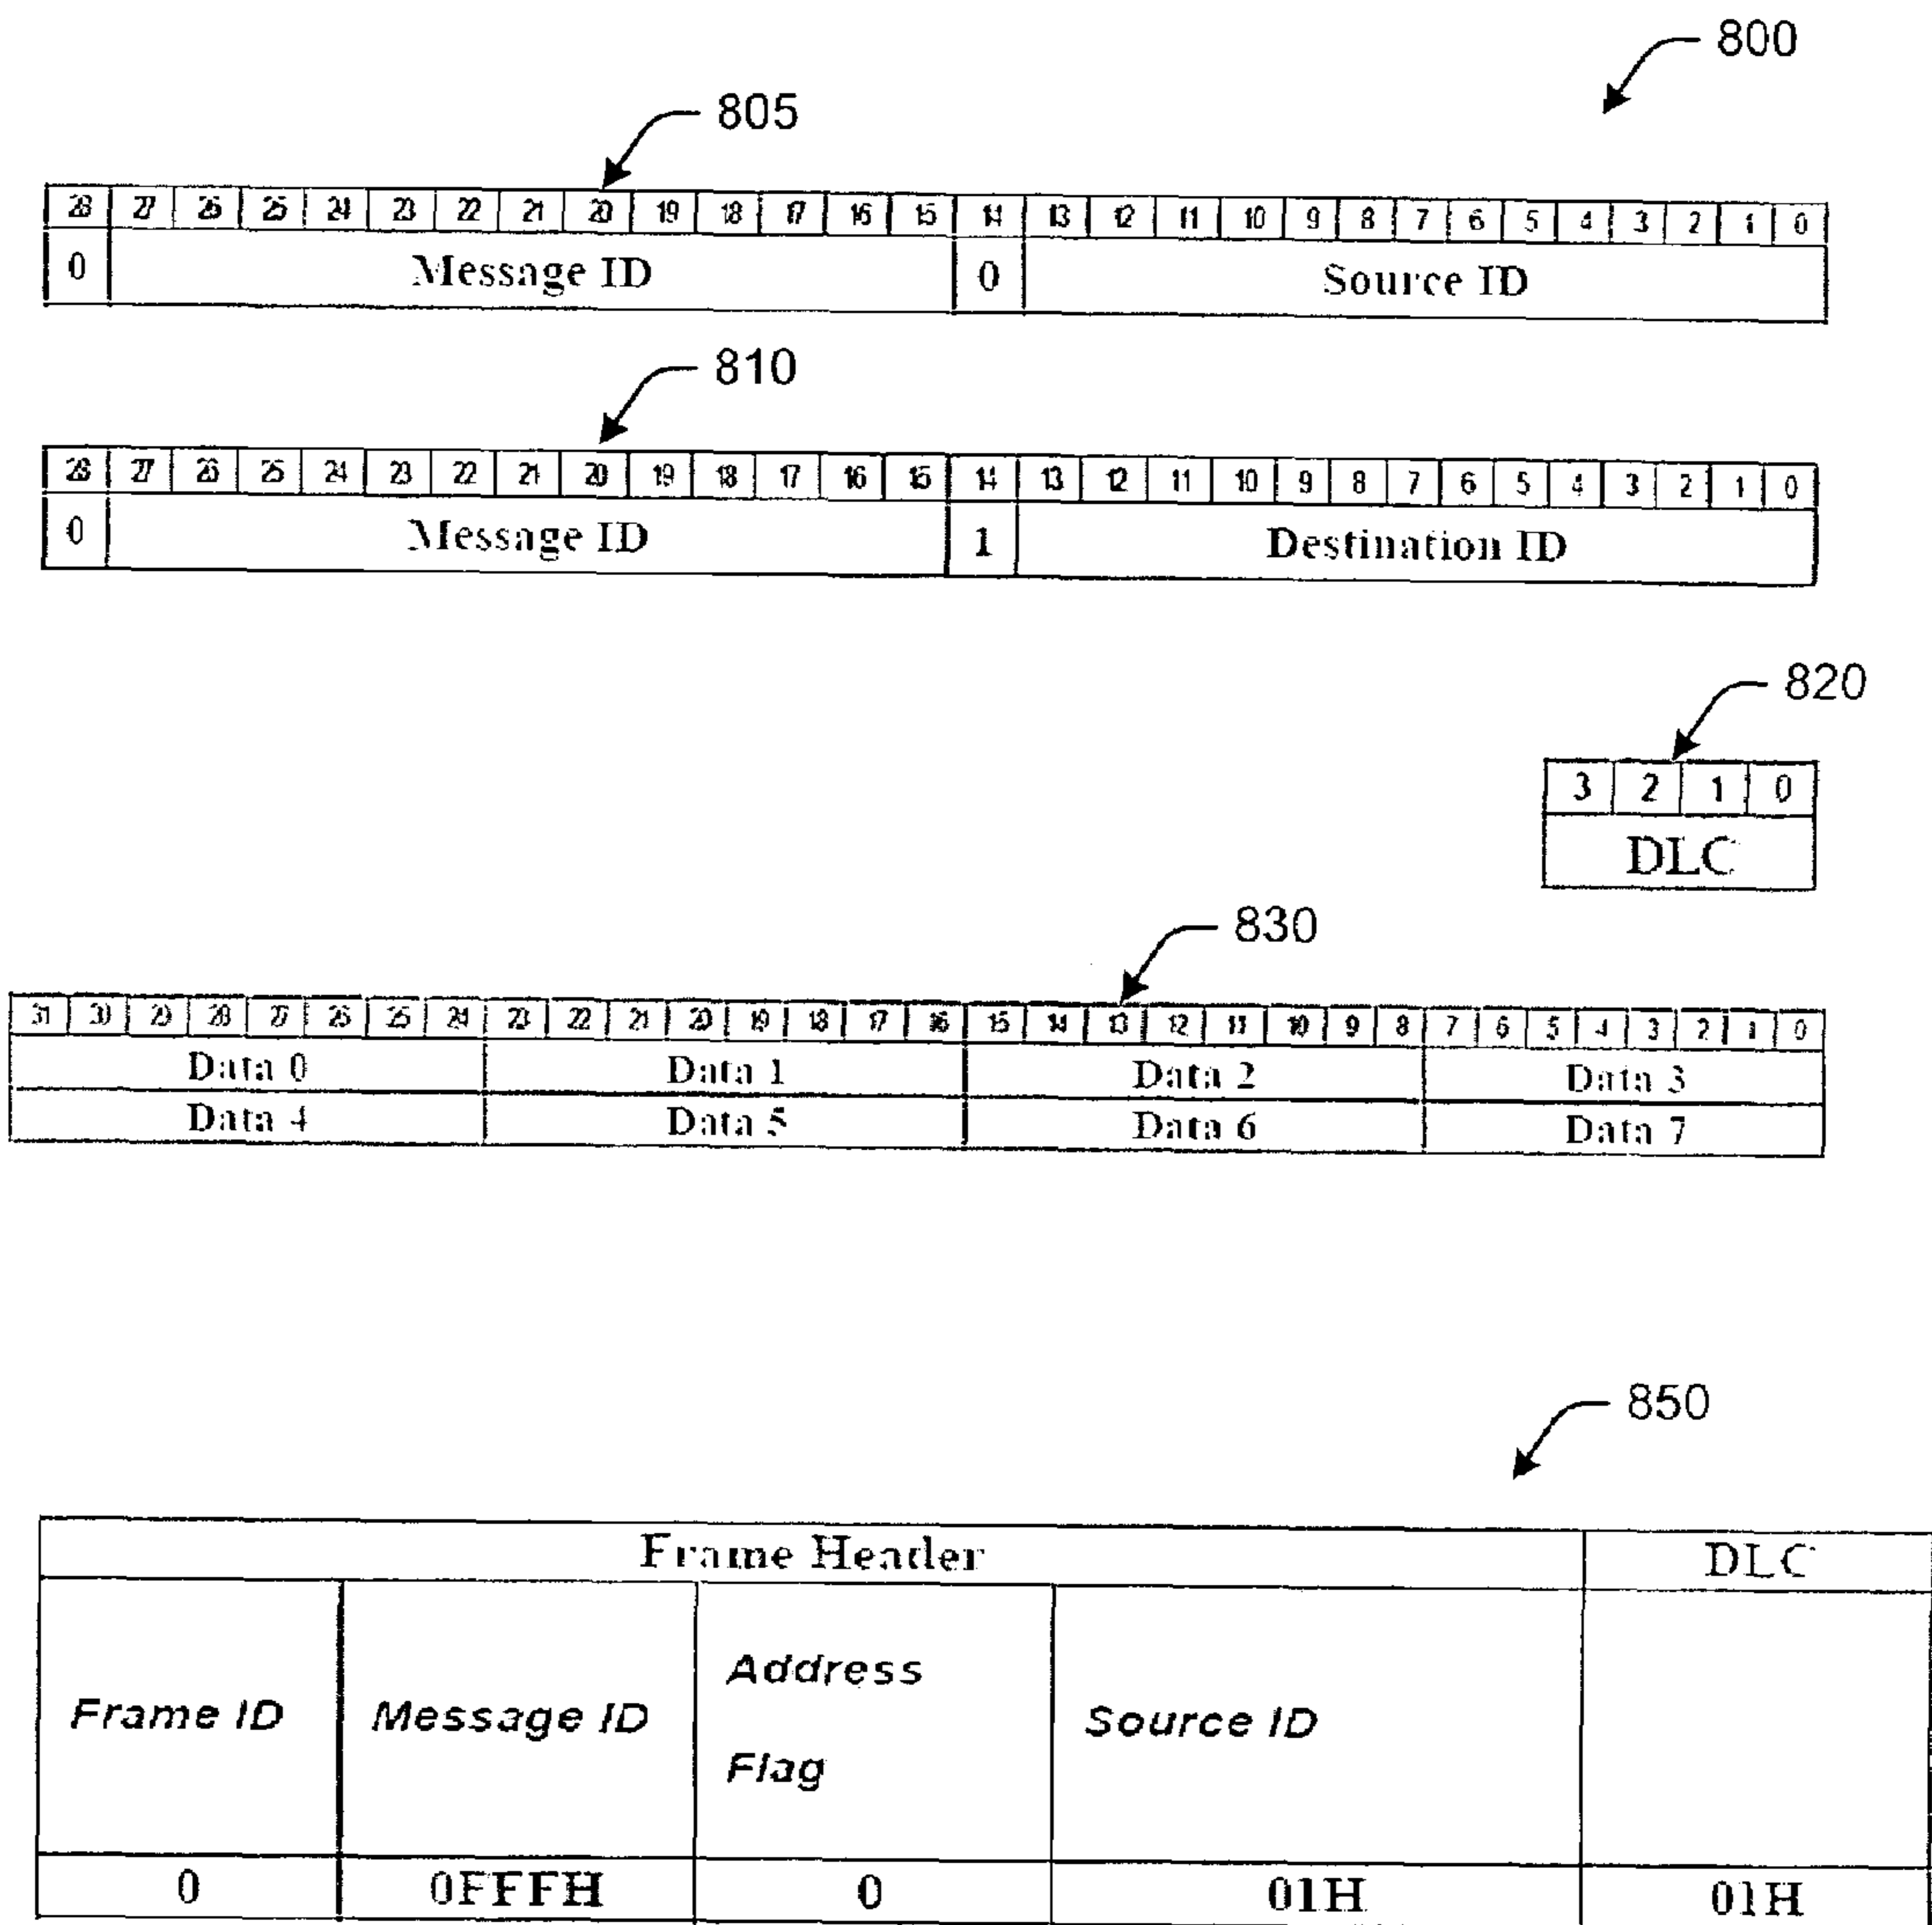 800
805
28 27 26 25 24 23 22 21 20 19 18 17 16 15 14 13 12 11 10 9 8 7 6 5 4 3 2 1 0
0 Message ID 0 Source ID
810
28 27 26 25 24 23 22 21 20 19 18 17 16 15 14 13 12 11 10 9 8 7 6 5 4 3 2 1 0
0 Message ID 1 Destination ID
820
3 2 1 0
DLC
830
31 30 29 28 27 26 25 24 23 22 21 20 19 18 17 16 15 14 13 12 11 10 9 8 7 6 5 4 3 2 1 0
Data 0 Data 1 Data 2 Data 3
Data 4 Data 5 Data 6 Data 7
850
Frame Header DLC
Frame ID Message ID Address Flag Source ID
0 0FFFH 0 01H 01H